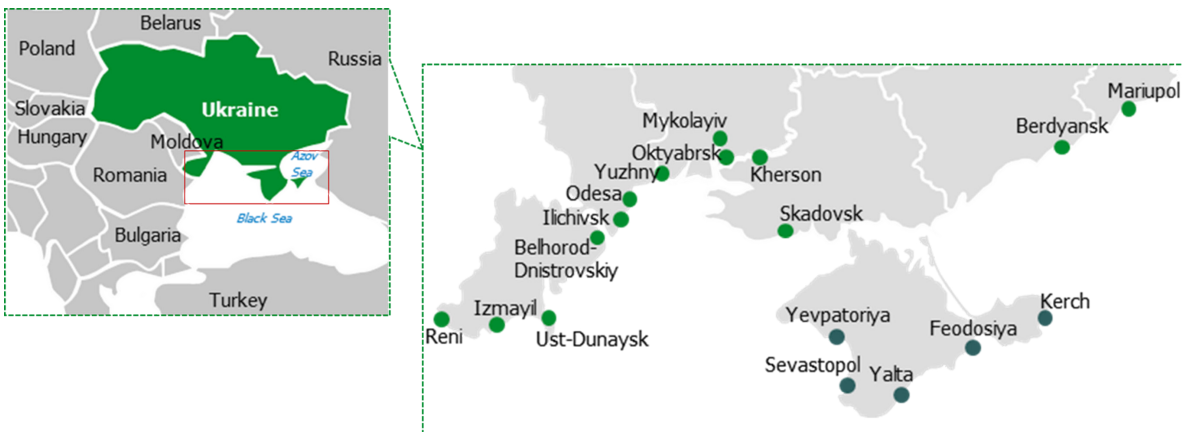 Belarus
Poland
Russia
Slovakia
Ukraine
Hungary
Moldova
Azov
Sea
Romania
Black Sea
Bulgaria
Turkey
Mariupol
Mykolayiv
Berdyansk
Oktyabrsk
Yuzhny
Kherson
Odesa
Ilichivsk
Skadovsk
Belhorod-
Dnistrovskiy
Izmayil
Reni
Ust-Dunaysk
Kerch
Yevpatoriya
Feodosiya
Sevastopol
Yalta